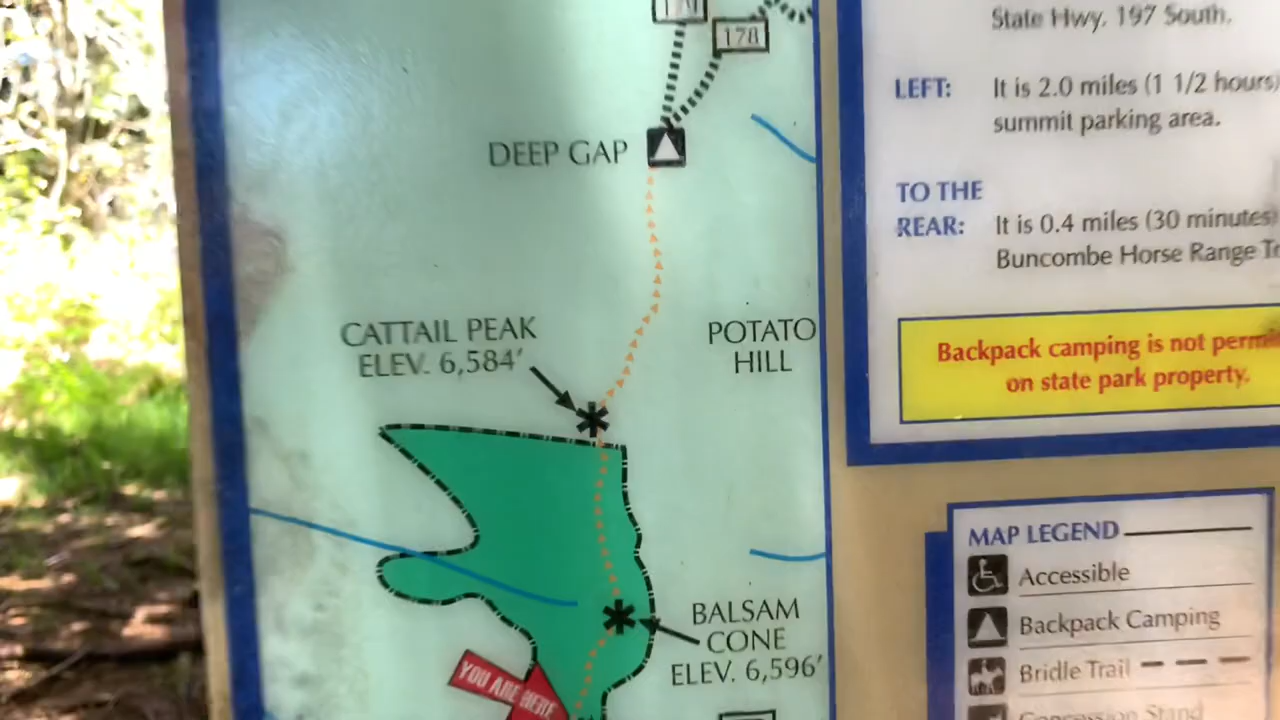 178
DEEP GAP
CATTAIL PEAK
ELEV. 6,584'
POTATO
HILL
BALSAM
CONE
ELEV. 6,596'
YOU ARE HERE
State Hwy. 197 South.
LEFT: It is 2.0 miles (1 1/2 hours)
summit parking area.
TO THE
REAR: It is 0.4 miles (30 minutes)
Buncombe Horse Range
Backpack camping is not
on state park property.
MAP LEGEND
Accessible
Backpack Camping
Bridle Trail
Concession Stand